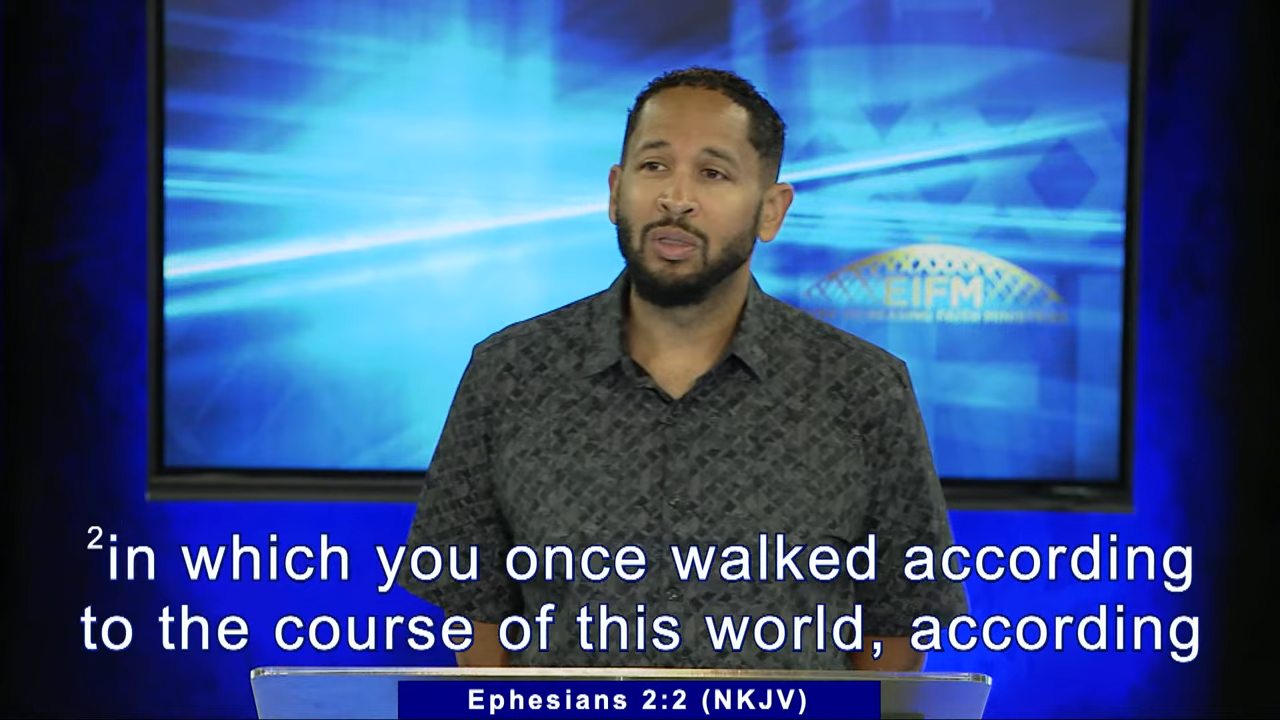 EIFM
²in which you once walked according
to the course of this world, according
Ephesians 2:2 (NKJV)